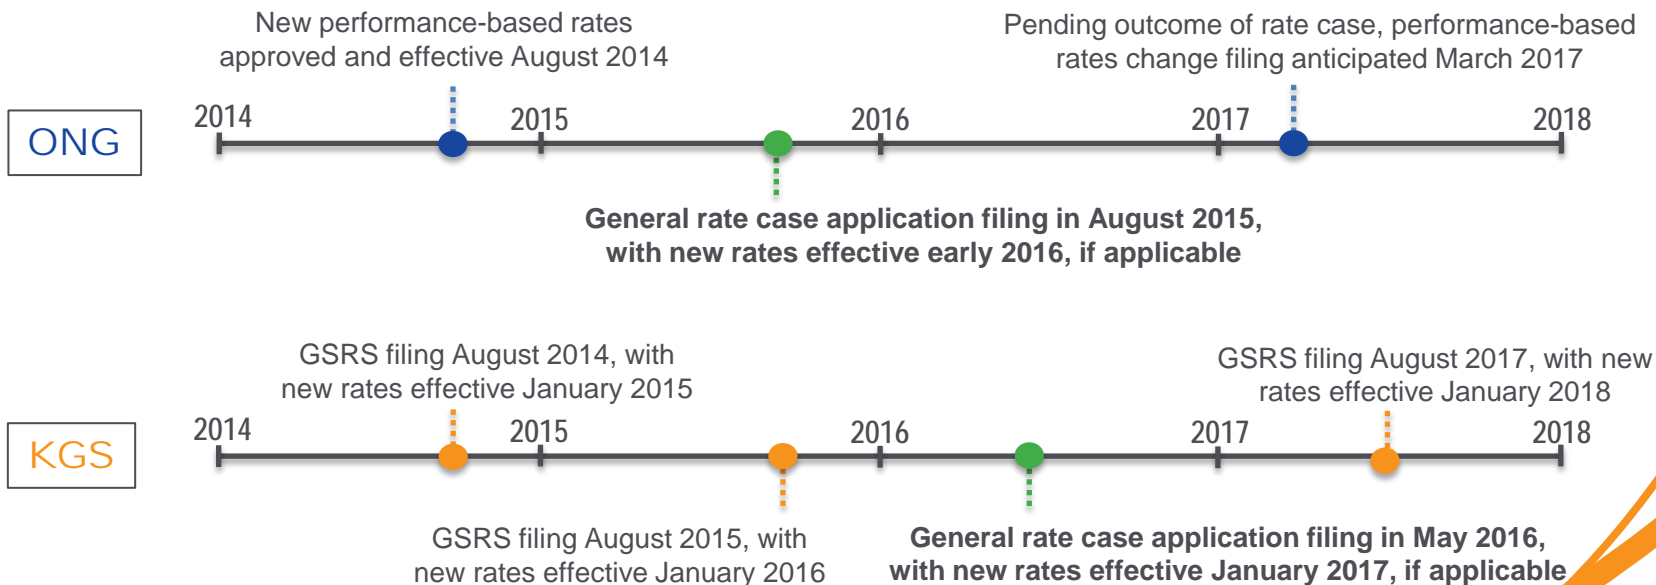 New performance-based rates
approved and effective August 2014
Pending outcome of rate case, performance-based
rates change filing anticipated March 2017
ONG
2014
2015
2016
2017
2018
General rate case application filing in August 2015,
with new rates effective early 2016, if applicable
GSRS filing August 2014, with
new rates effective January 2015
GSRS filing August 2017, with new
rates effective January 2018
KGS
2014
2015
2016
2017
2018
GSRS filing August 2015, with
new rates effective January 2016
General rate case application filing in May 2016,
with new rates effective January 2017, if applicable